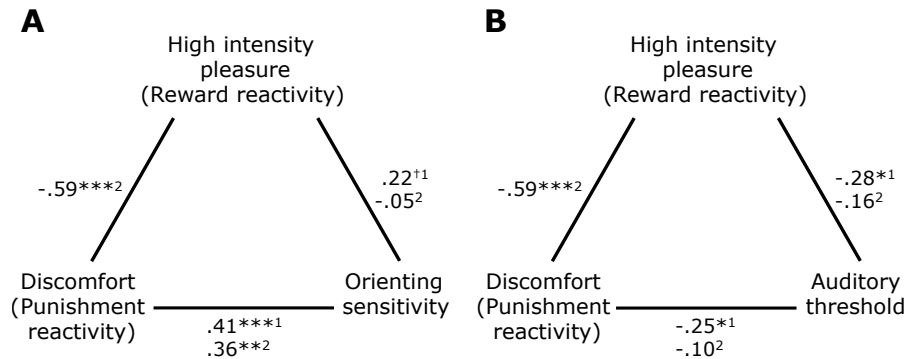 A
High intensity
pleasure
(Reward reactivity)
-.59***²
.22†¹
-.05²
Discomfort
(Punishment
reactivity)
Orienting
sensitivity
.41***¹
.36**²
B
High intensity
pleasure
(Reward reactivity)
-.59***²
-.28*¹
-.16²
Discomfort
(Punishment
reactivity)
Auditory
threshold
-.25*¹
-.10²